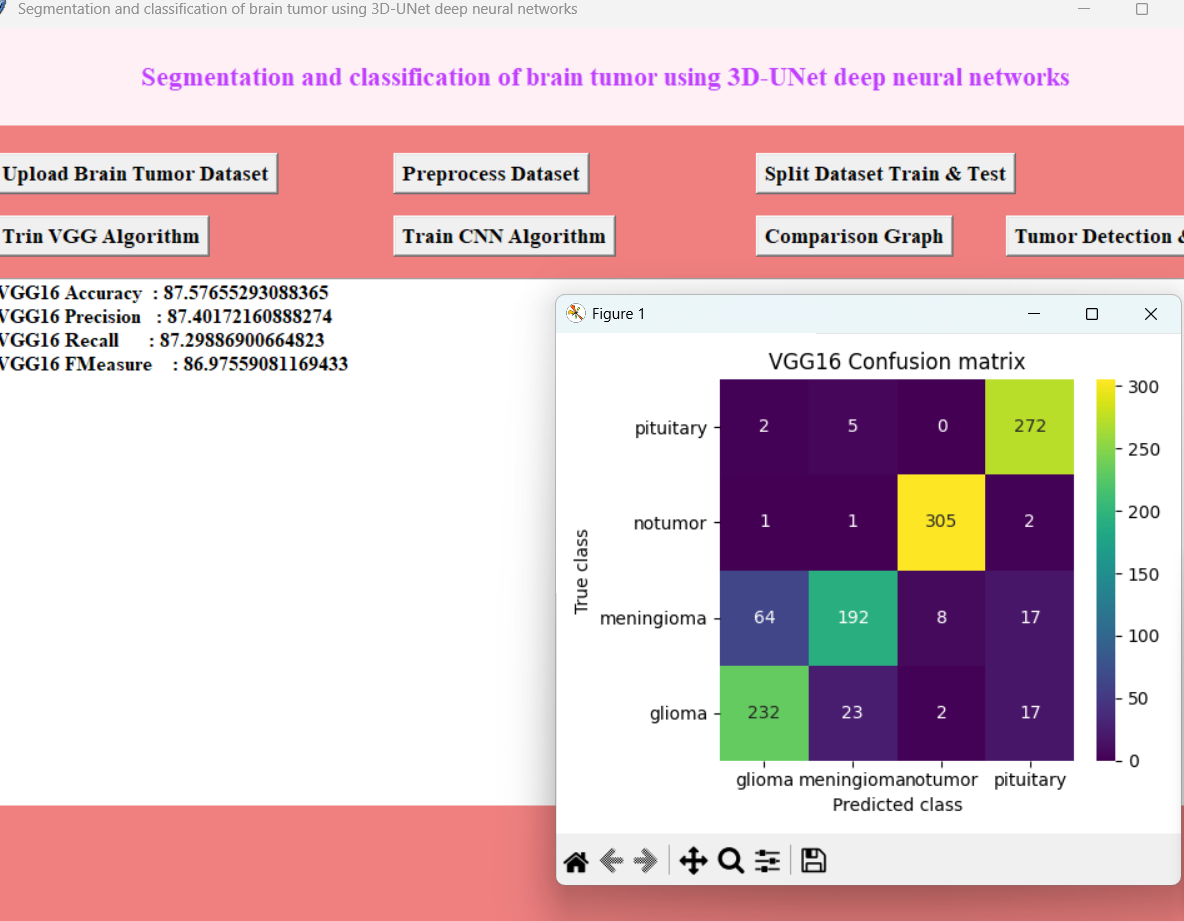 Segmentation and classification of brain tumor using 3D-UNet deep neural networks
Segmentation and classification of brain tumor using 3D-UNet deep neural networks
Upload Brain Tumor Dataset
Preprocess Dataset
Split Dataset Train & Test
Trin VGG Algorithm
Train CNN Algorithm
Comparison Graph
Tumor Detection &
VGG16 Accuracy : 87.57655293088365
VGG16 Precision : 87.40172160888274
VGG16 Recall : 87.29886900664823
VGG16 FMeasure : 86.97559081169433
Figure 1
VGG16 Confusion matrix
True class
pituitary 2 5 0 272
notumor 1 1 305 2
meningioma 64 192 8 17
glioma 232 23 2 17
glioma meningioma notumor pituitary
Predicted class
300
250
200
150
100
50
0